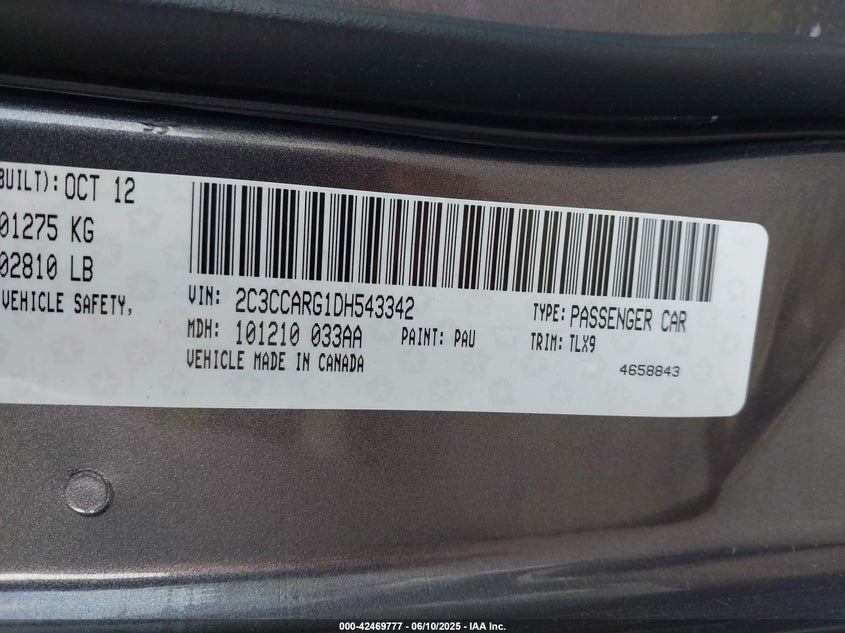 BUILT): OCT 12
01275 KG
02810 LB
VEHICLE SAFETY,
VIN: 2C3CCARG1DH543342
TYPE: PASSENGER CAR
MDH: 101210 033AA
PAINT: PAU
TRIM: TLX9
VEHICLE MADE IN CANADA
4658843
000-42469777 - 06/10/2025 - IAA Inc.